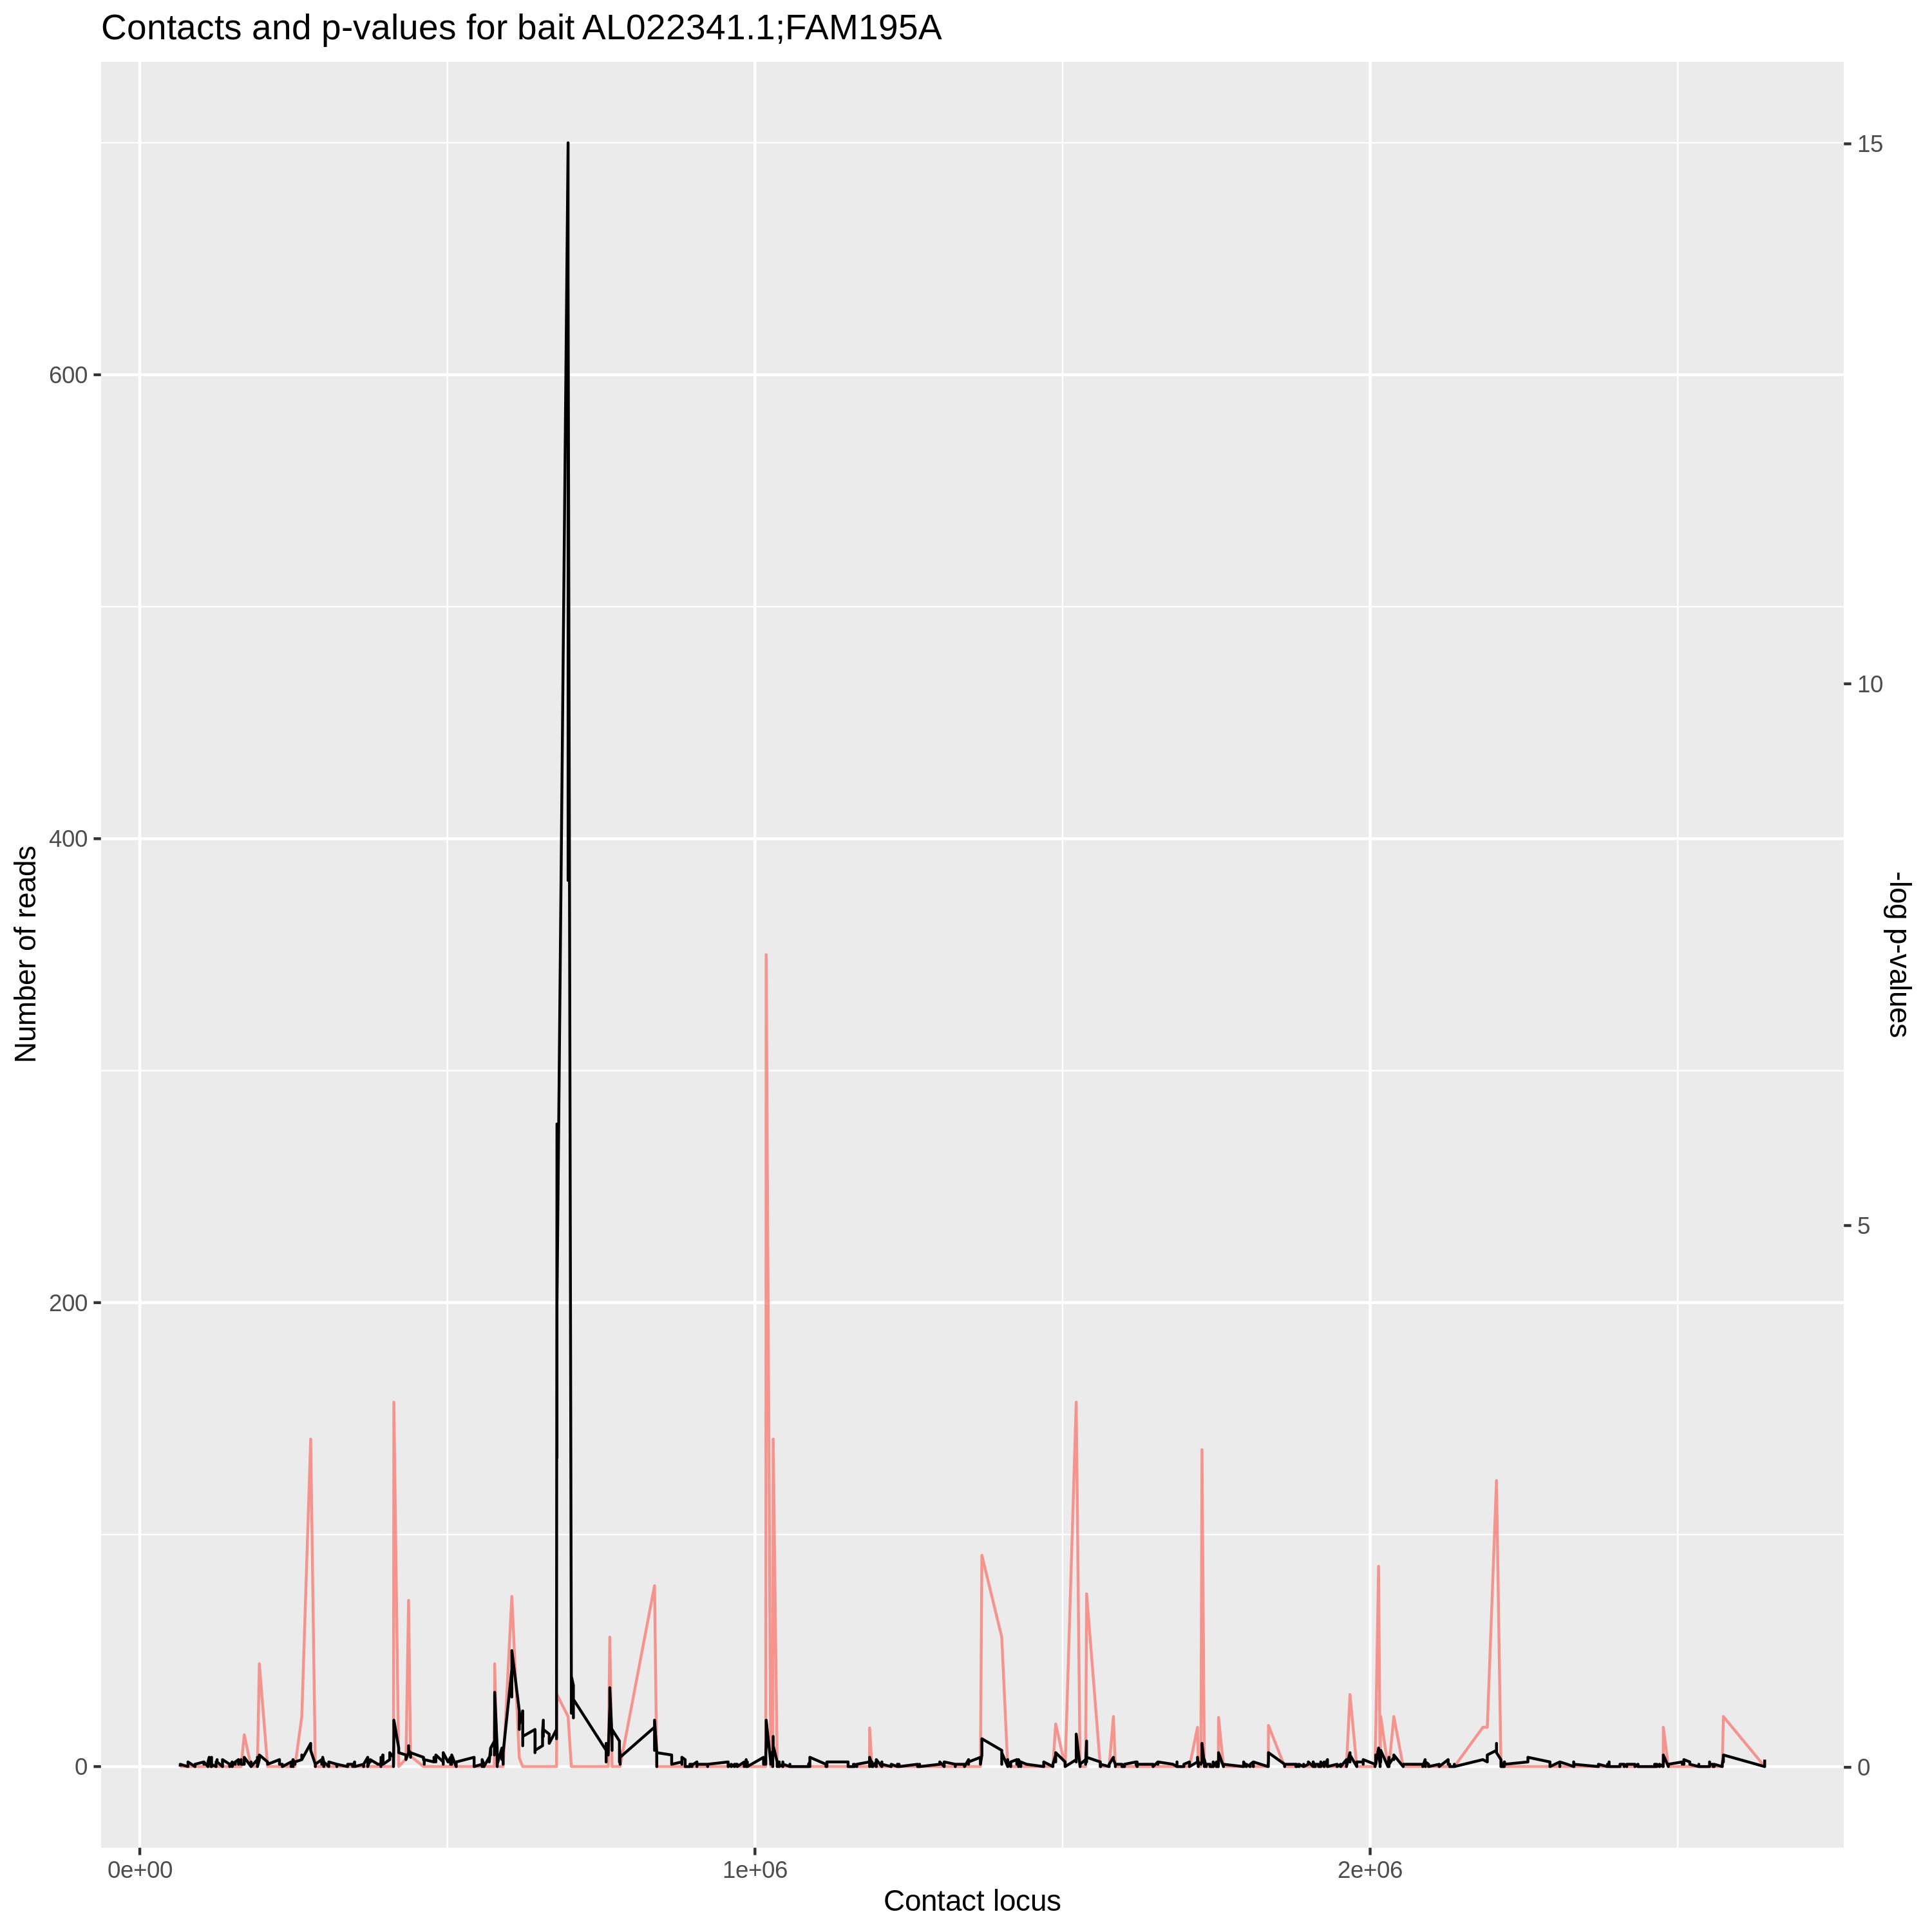 Contacts and p-values for bait AL022341.1;FAM195A
Number of reads
600
400
200
0
15
10
5
0
-log p-values
0e+00
1e+06
2e+06
Contact locus